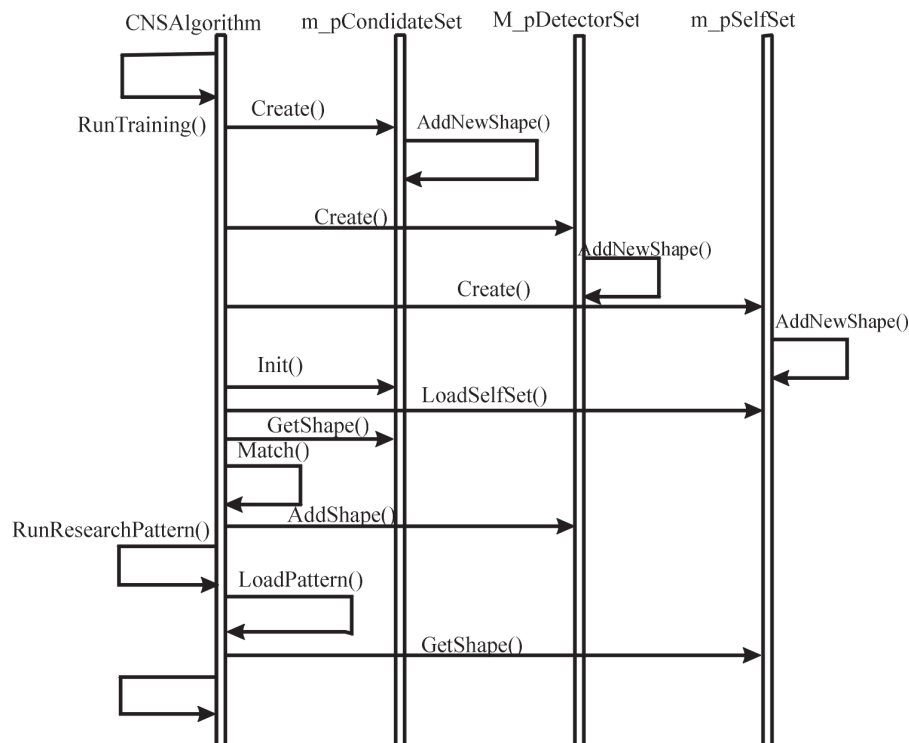 CNSAlgorithm
m_pCondidateSet
M_pDetectorSet
m_pSelfSet
RunTraining()
Create()
AddNewShape()
Create()
AddNewShape()
Create()
AddNewShape()
Init()
LoadSelfSet()
GetShape()
Match()
AddShape()
RunResearchPattern()
LoadPattern()
GetShape()